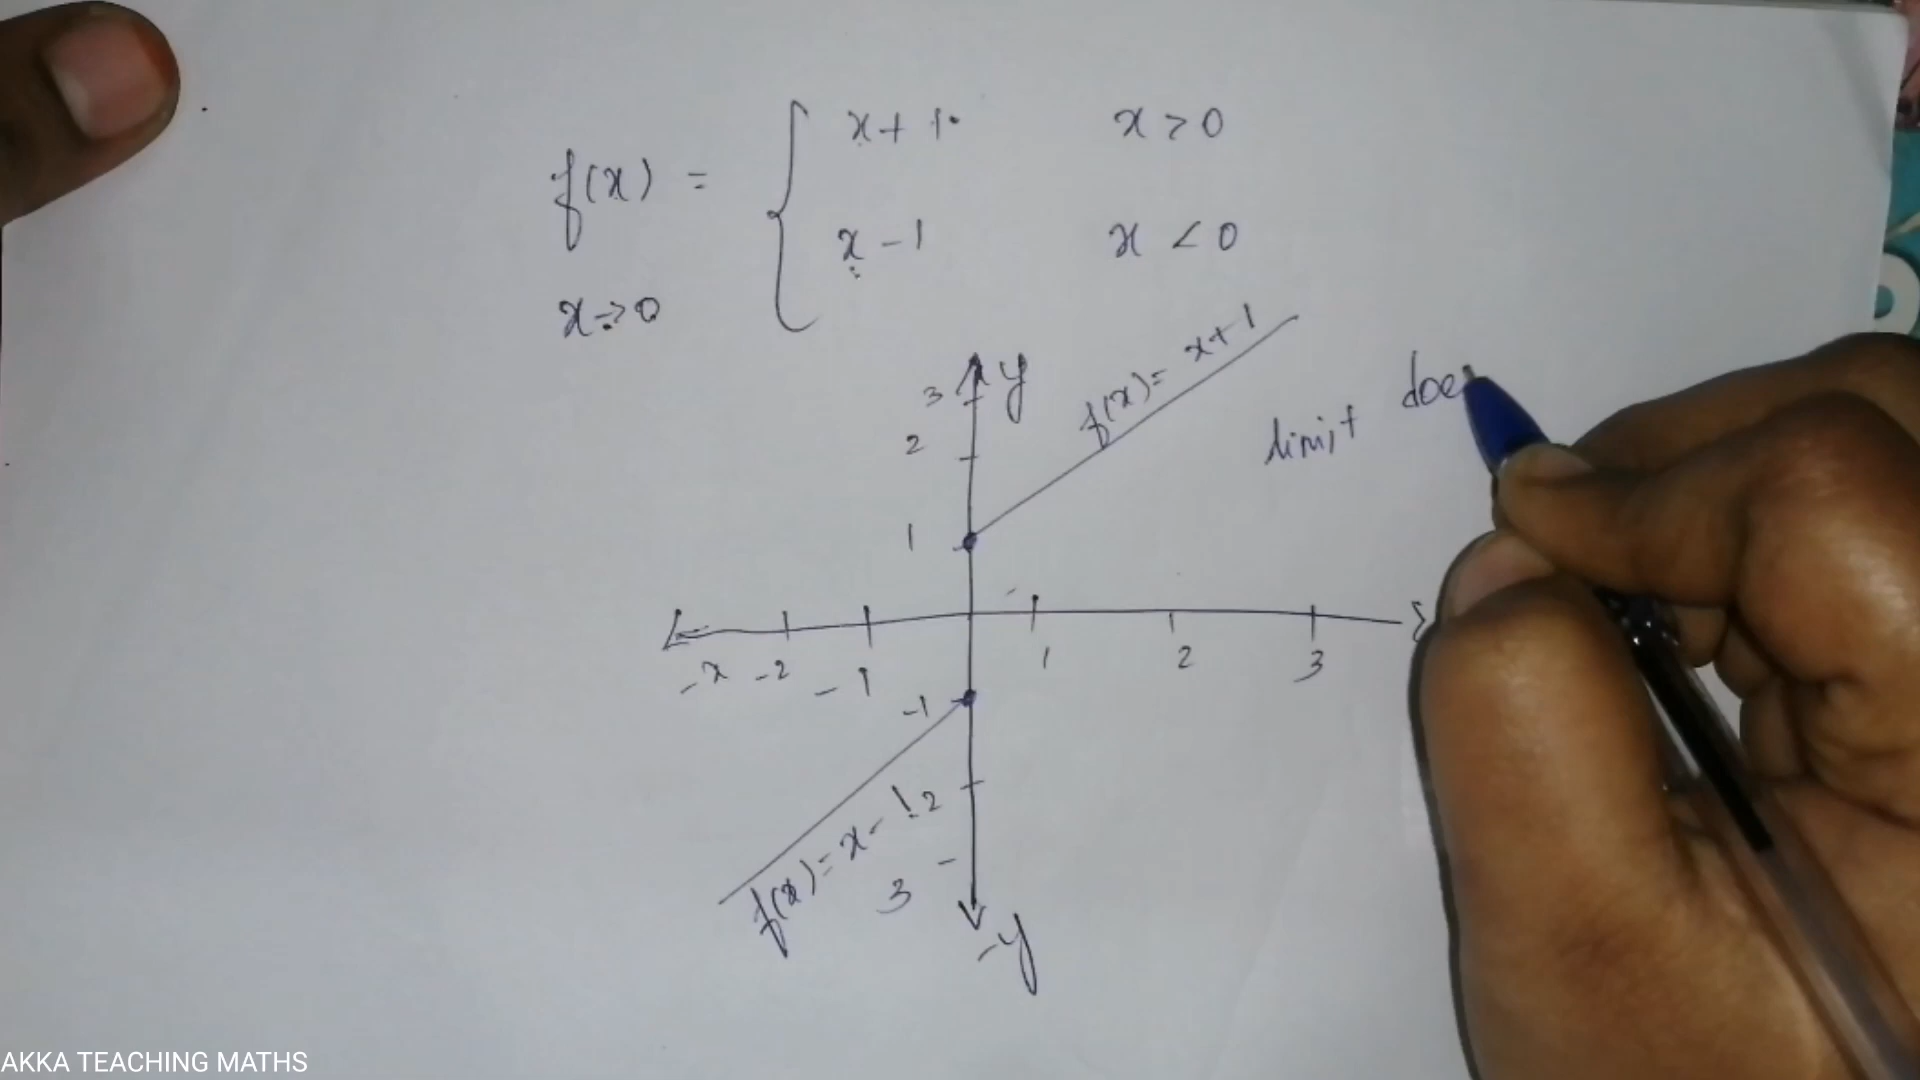 f(x) =
x + 1 x > 0
x - 1 x < 0
x -> 0
y
3
2
1
f(x) = x+1
limit doe
-x -2 -1 1 2 3
-1
2
3
f(x) = x - 1
-y
AKKA TEACHING MATHS